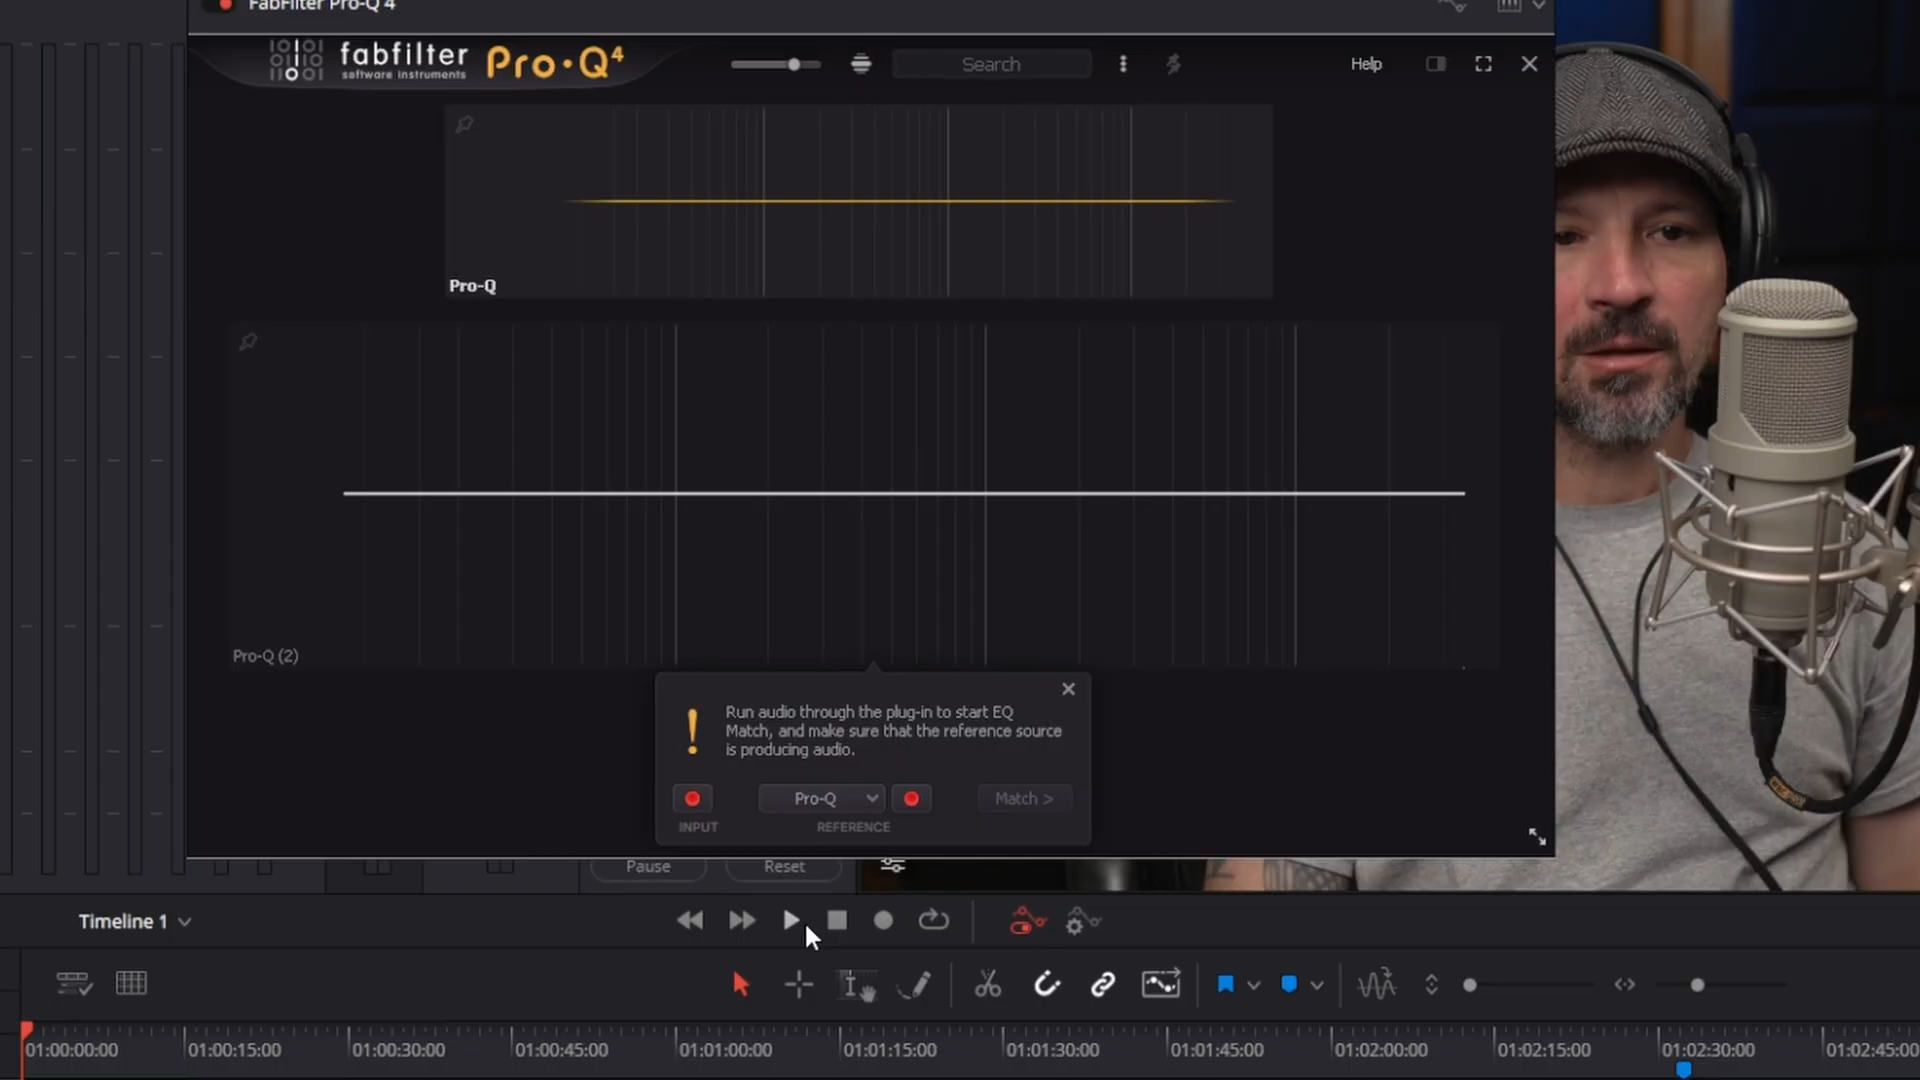 FabFilter Pro-Q 4
fabfilter
software instruments
Pro·Q4
Search
Help
Pro-Q
Pro-Q (2)
Run audio through the plug-in to start EQ
Match, and make sure that the reference source
is producing audio.
Pro-Q
Match >
INPUT
REFERENCE
Pause
Reset
Timeline 1
01:00:00:00
01:00:15:00
01:00:30:00
01:00:45:00
01:01:00:00
01:01:15:00
01:01:30:00
01:01:45:00
01:02:00:00
01:02:15:00
01:02:30:00
01:02:45:00